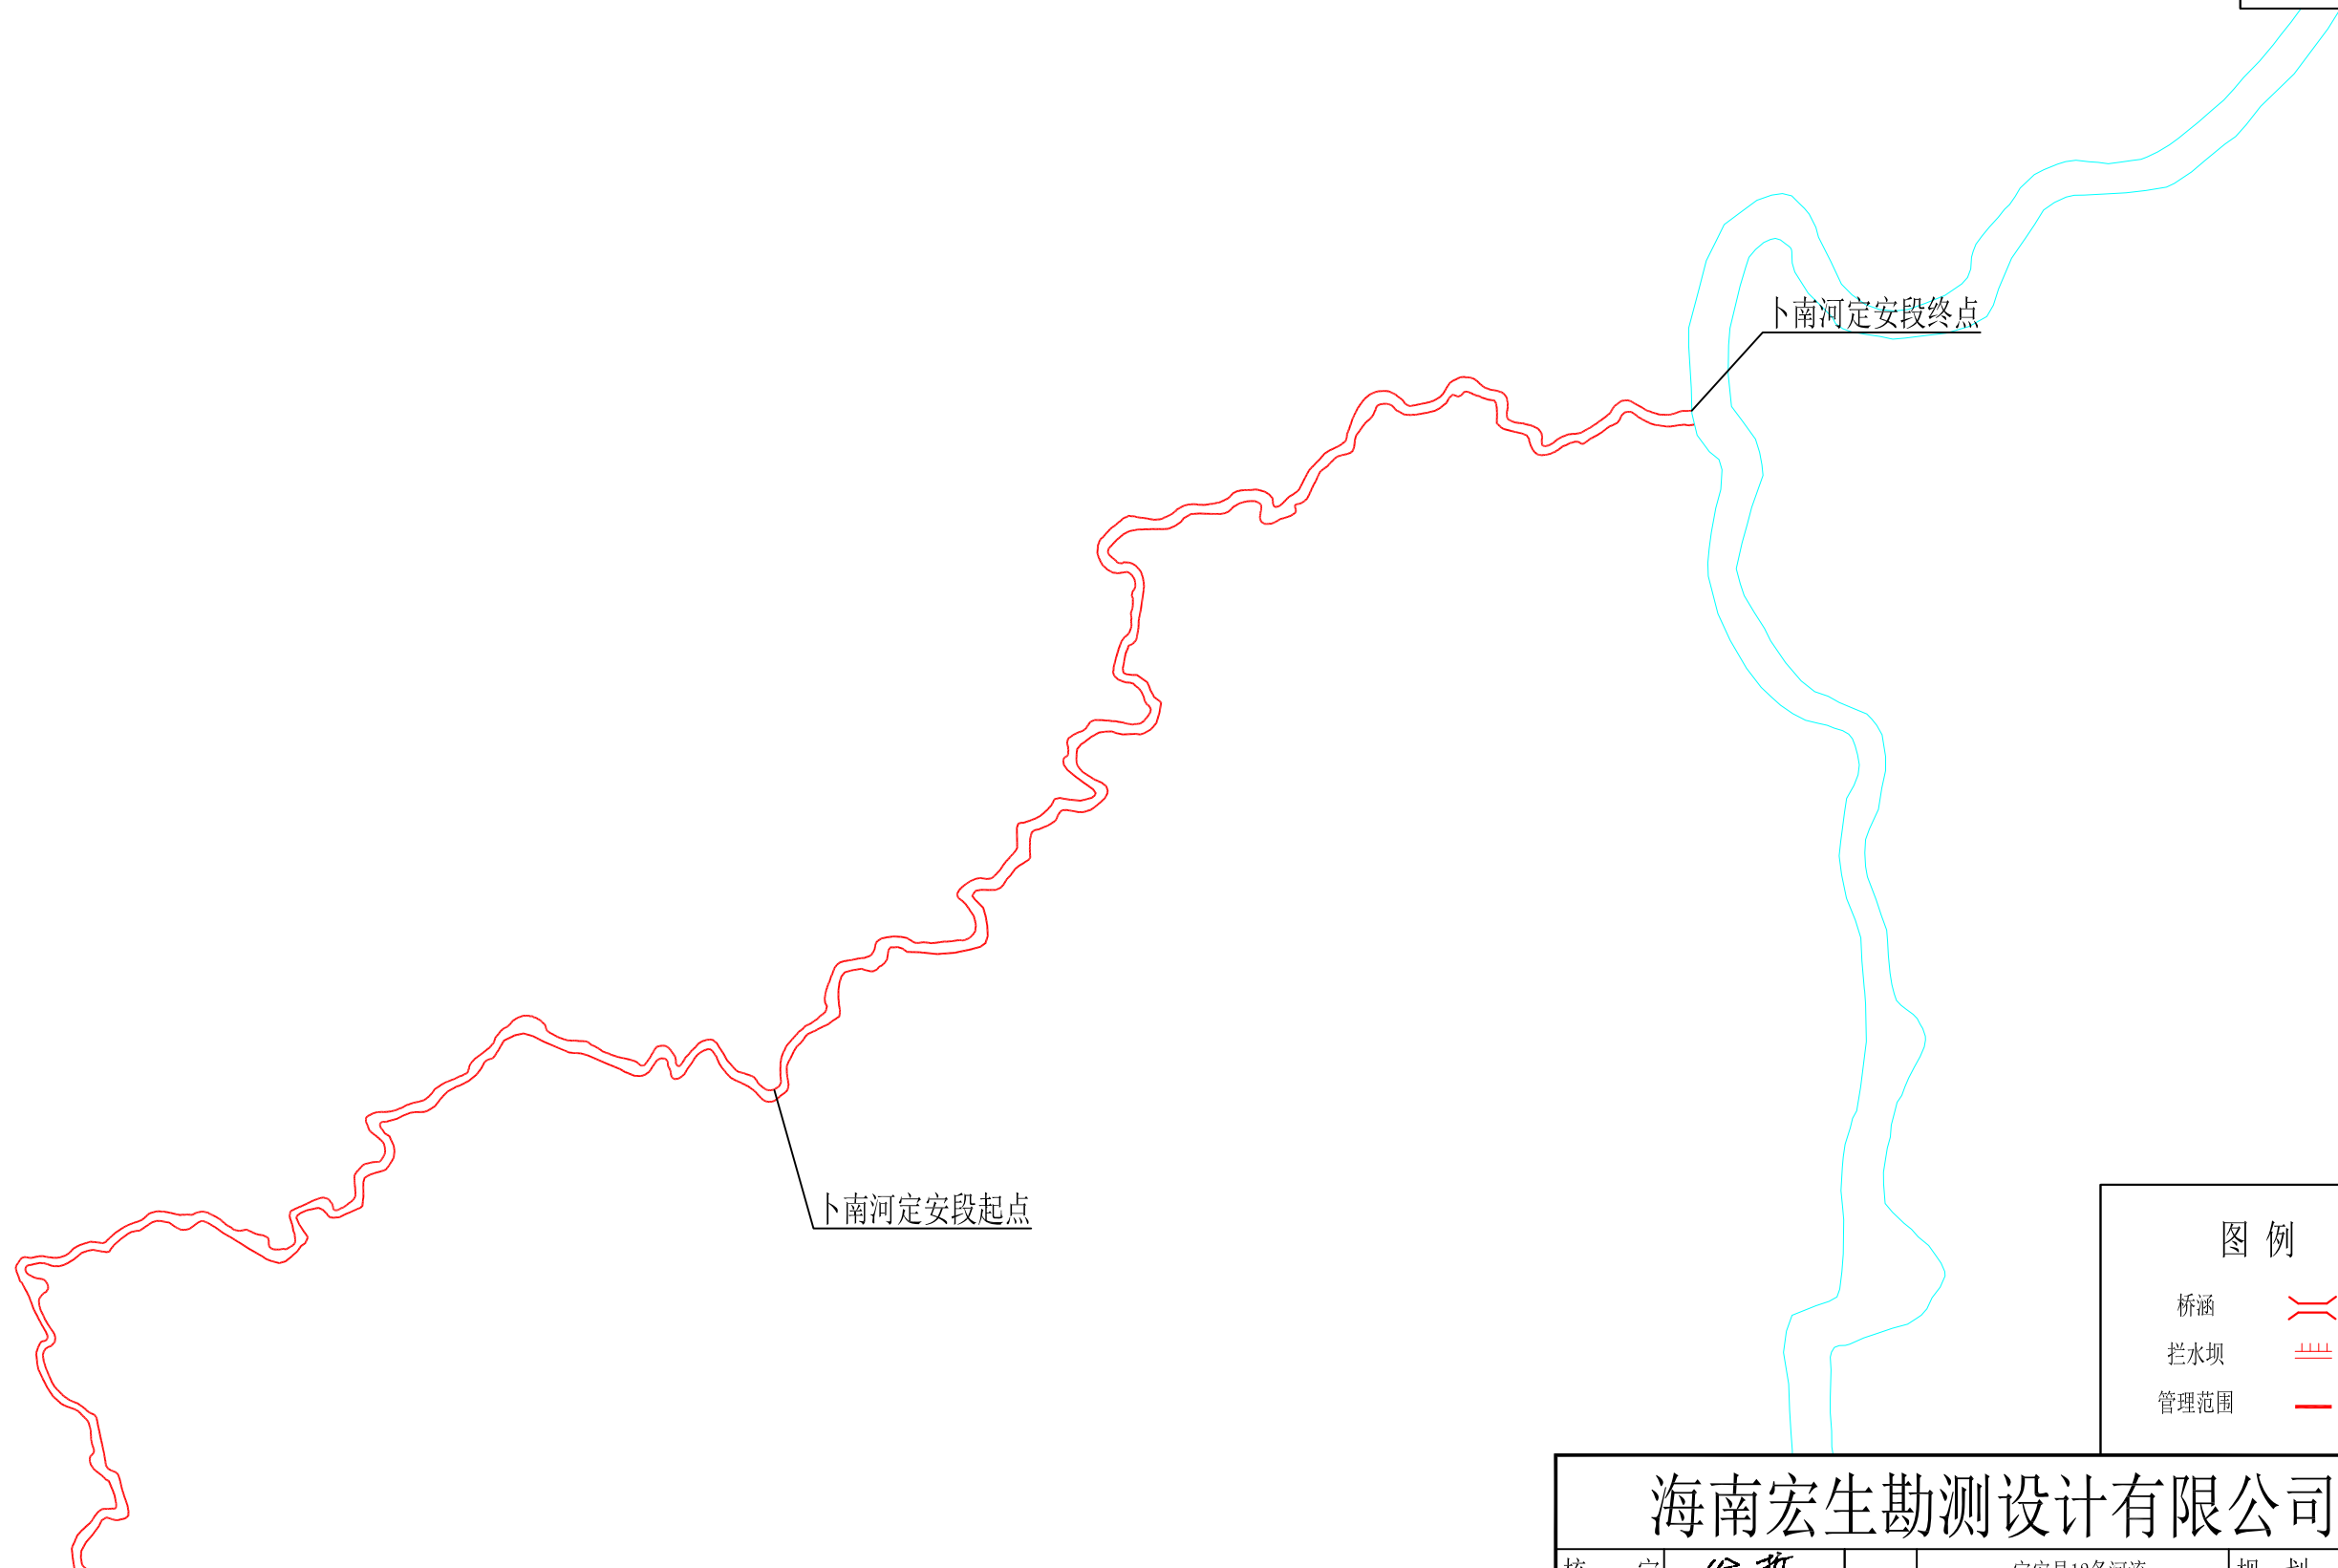 卜南河定安段终点
卜南河定安段起点
图 例
桥涵
拦水坝
管理范围
海南宏生勘测设计有限公司